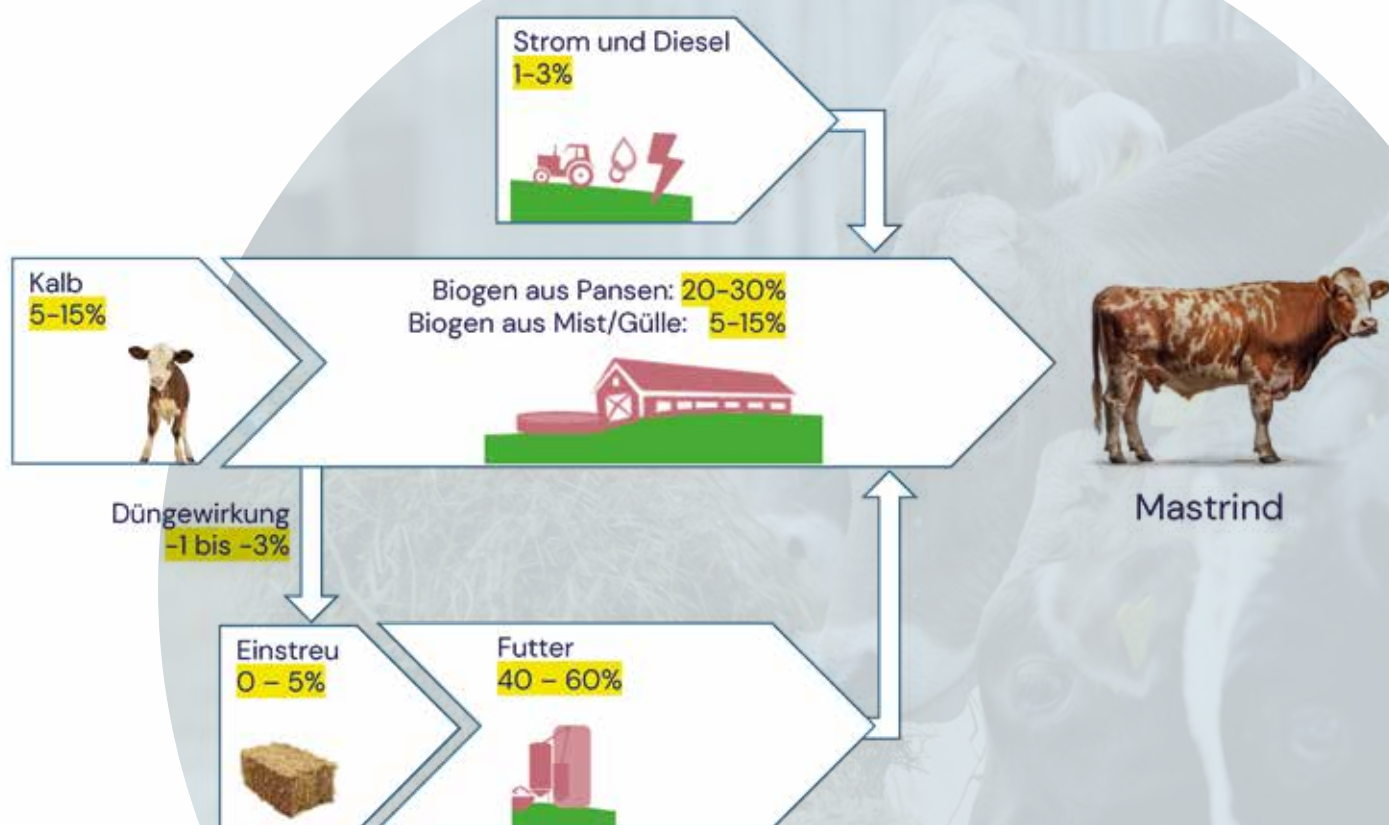 Strom und Diesel
1-3%
Kalb
5-15%
Biogen aus Pansen: 20-30%
Biogen aus Mist/Gülle: 5-15%
Mastrind
Düngewirkung
-1 bis -3%
Einstreu
0 – 5%
Futter
40 – 60%